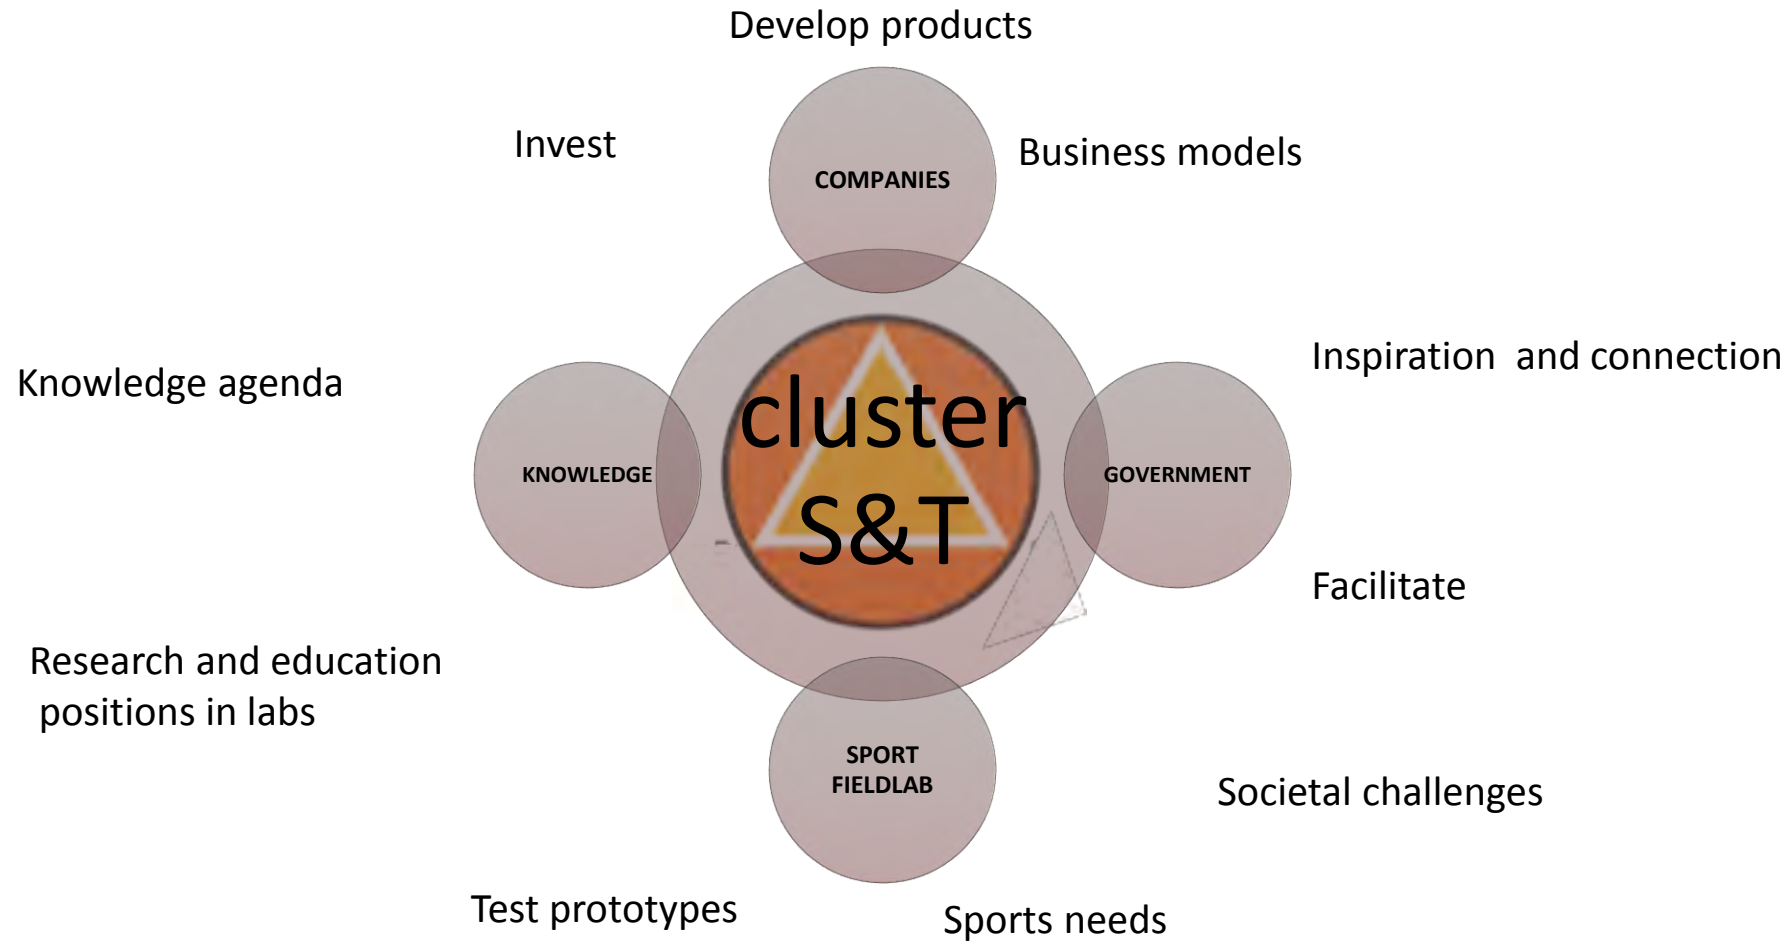 Develop products
Invest
Business models
COMPANIES
Inspiration and connection
Knowledge agenda
cluster
S&T
KNOWLEDGE
GOVERNMENT
Facilitate
Research and education
positions in labs
SPORT
FIELDLAB
Societal challenges
Test prototypes
Sports needs